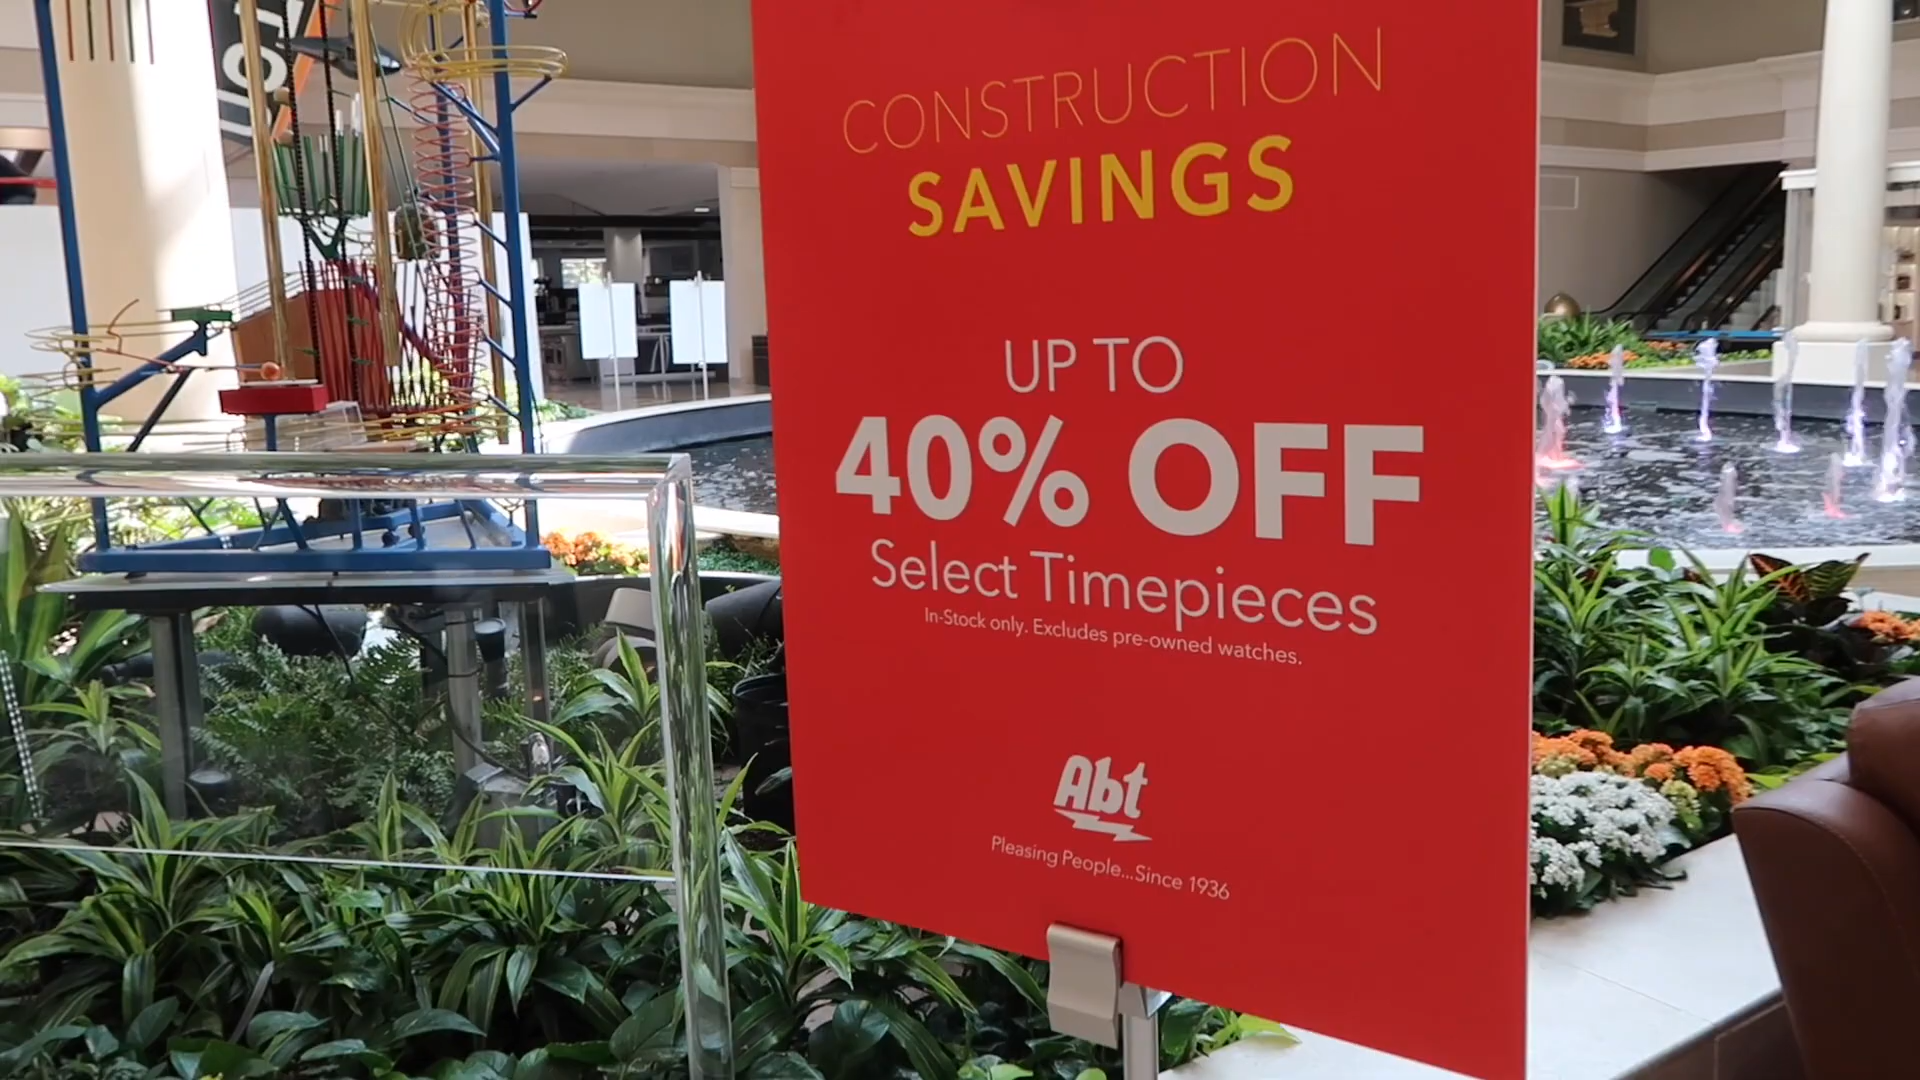 CONSTRUCTION
SAVINGS
UP TO
40% OFF
Select Timepieces
In-Stock only. Excludes pre-owned watches.
Abt
Pleasing People...Since 1936